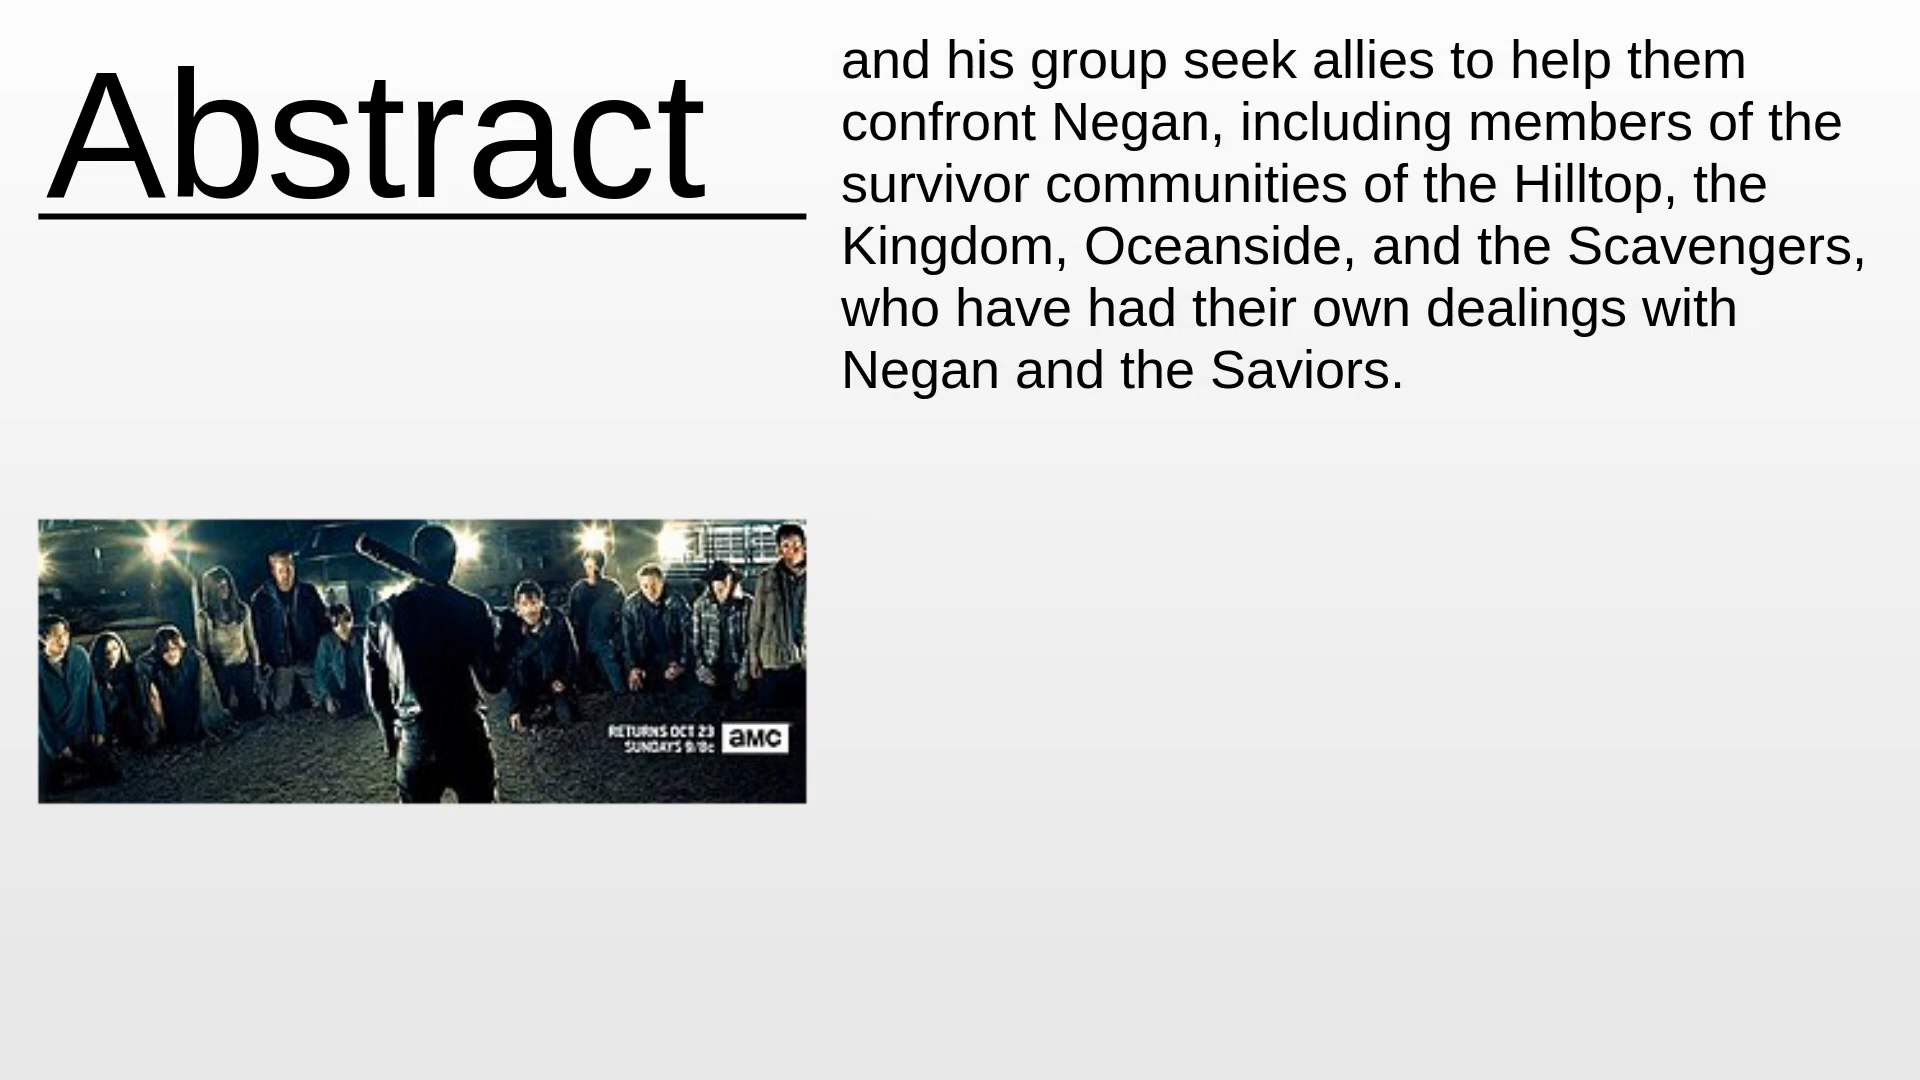 Abstract
and his group seek allies to help them
confront Negan, including members of the
survivor communities of the Hilltop, the
Kingdom, Oceanside, and the Scavengers,
who have had their own dealings with
Negan and the Saviors.
RETURNS OCT 23
SUNDAYS 9/8c
aMC